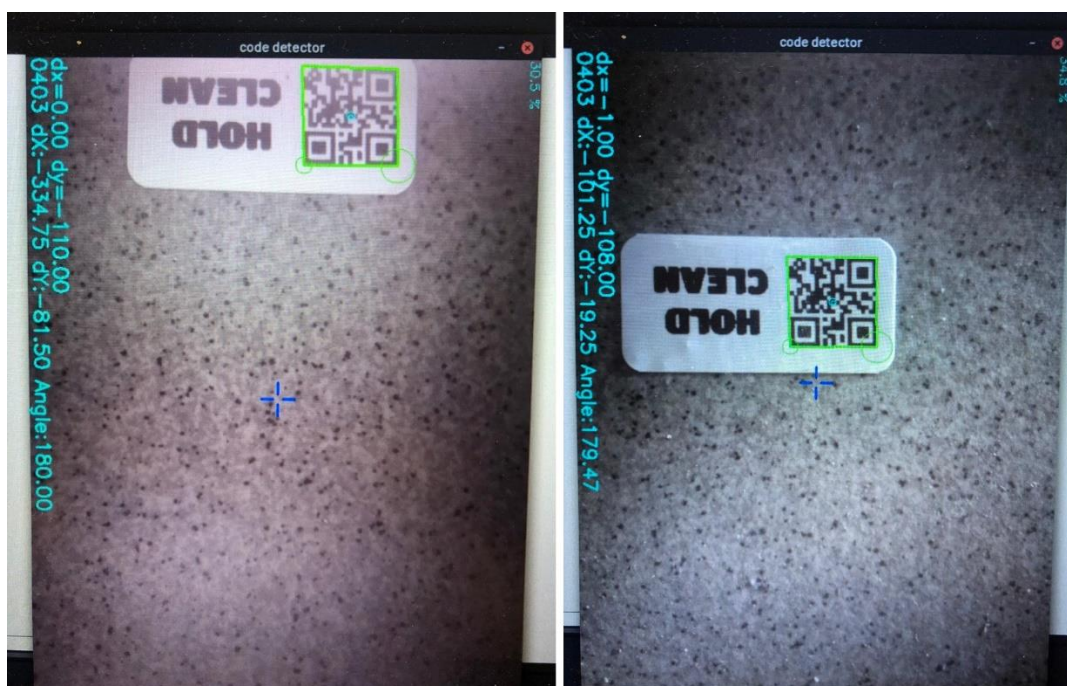 code detector
30.5 %
dx=0.00 dy=-110.00
0403 dX:-334.75 dY:-81.50 Angle:180.00
HOLD
CLEAN
code detector
dx=-1.00 dy=-108.00
0403 dX:-101.25 dY:-19.25 Angle:179.47
HOLD
CLEAN